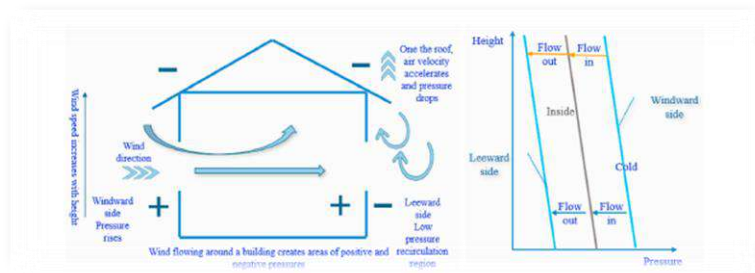 One the roof,
air velocity
accelerates
and pressure
drops
Wind speed increases with height
Wind
direction
Windward
side
Pressure
rises
Leeward
side
Low
pressure
recirculation
region
Wind flowing around a building creates areas of positive and
negative pressures
Height
Flow
out
Flow
in
Inside
Windward
side
Leeward
side
Cold
Flow
out
Flow
in
Pressure